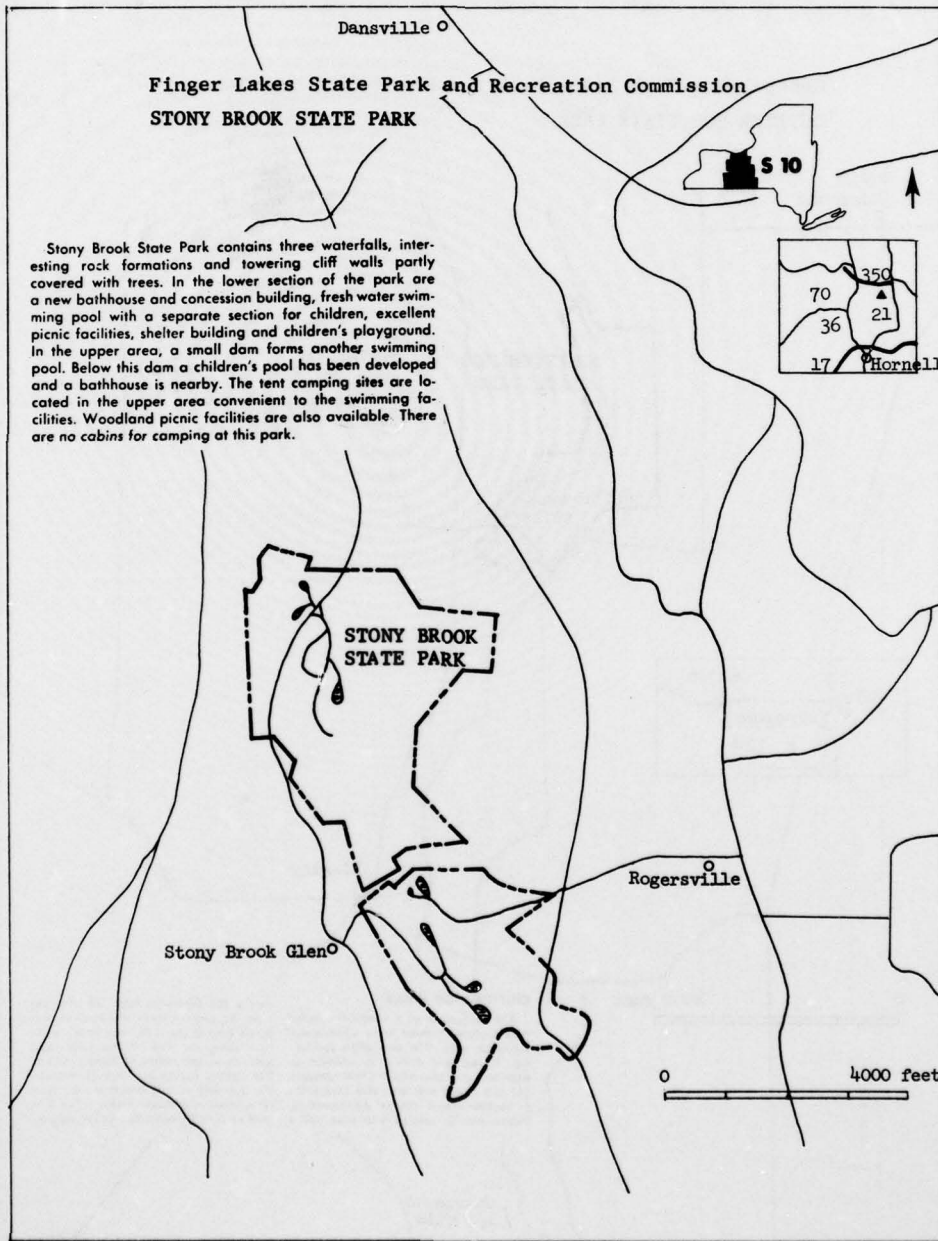 Dansville
Finger Lakes State Park and Recreation Commission
STONY BROOK STATE PARK
S 10
Stony Brook State Park contains three waterfalls, inter-
esting rock formations and towering cliff walls partly
covered with trees. In the lower section of the park are
a new bathhouse and concession building, fresh water swim-
ming pool with a separate section for children, excellent
picnic facilities, shelter building and children's playground.
In the upper area, a small dam forms another swimming
pool. Below this dam a children's pool has been developed
and a bathhouse is nearby. The tent camping sites are lo-
cated in the upper area convenient to the swimming fa-
cilities. Woodland picnic facilities are also available There
are no cabins for camping at this park.
350
70
21
36
17
Hornell
STONY BROOK
STATE PARK
Rogersville
Stony Brook Glen
0 4000 feet